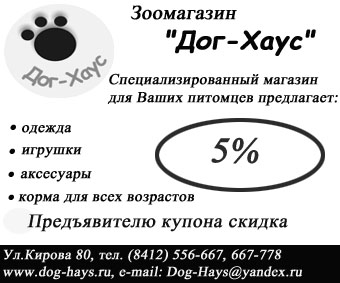 Зоомагазин
"Дог-Хаус"
Дог-Хаус
Специализированный магазин
для Ваших питомцев предлагает:
• одежда
• игрушки
• аксесуары
• корма для всех возрастов
5%
Предъявителю купона скидка
Ул.Кирова 80, тел. (8412) 556-667, 667-778
www.dog-hays.ru, e-mail: Dog-Hays@yandex.ru